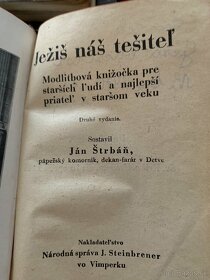 Ježiš náš tešiteľ
Modlitbová knižočka pre
starších ľudí a najlepší
priateľ v staršom veku
Druhé vydanie.
Sostavil
Ján Štrbáň,
pápežský komorník, dekan-farár v Detve
Nakladateľstvo
Národná správa J. Steinbrener
vo Vimperku